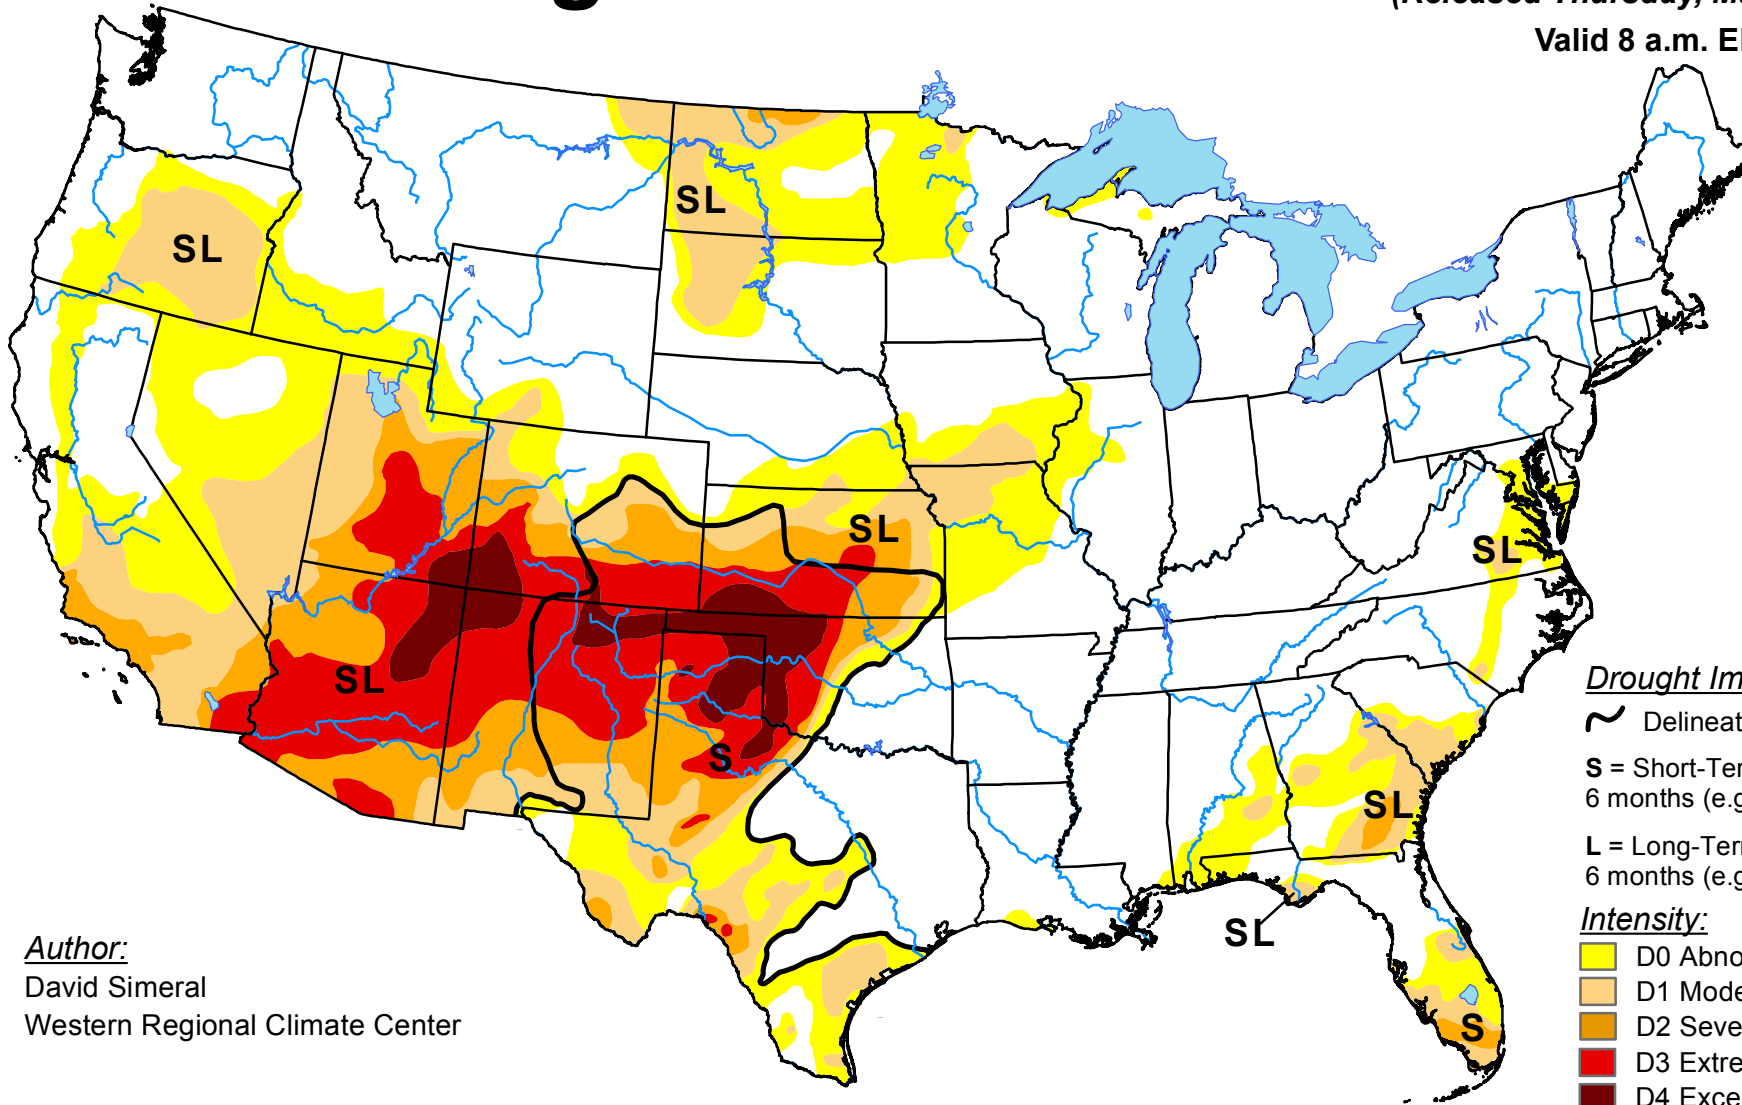 (Released Thursday, M
Valid 8 a.m. E
SL
SL
SL
SL
SL
S
SL
SL
S
Drought Im
Delineat
S = Short-Ter
6 months (e.g
L = Long-Ter
6 months (e.g
Intensity:
D0 Abno
D1 Mode
D2 Seve
D3 Extre
D4 Exce
Author:
David Simeral
Western Regional Climate Center